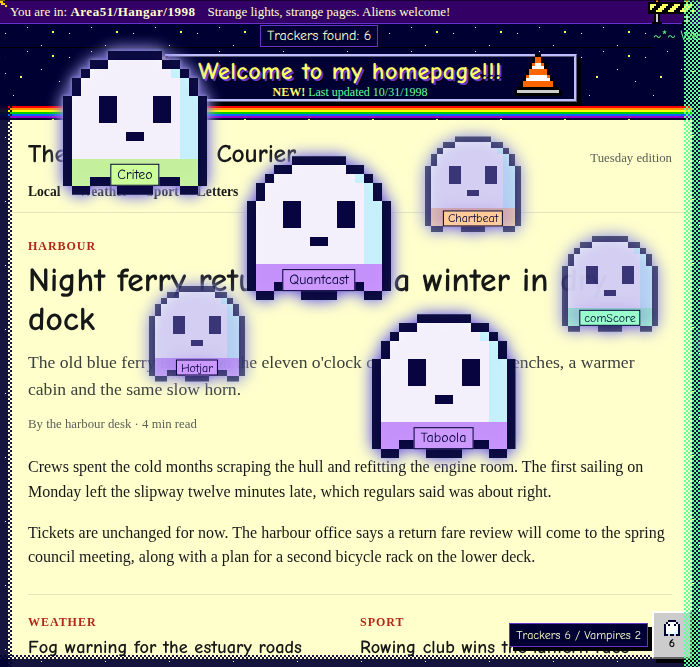 You are in: Area51/Hangar/1998 Strange lights, strange pages. Aliens welcome!
Trackers found: 6
Welcome to my homepage!!!
NEW! Last updated 10/31/1998
Criteo
Courier
Tuesday edition
Chartbeat
Local Letters
HARBOUR
Quantcast
Night ferry a winter in
dock
comScore
Hotjar
The old blue ferry eleven o'clock a warmer
cabin and the same slow horn.
By the harbour desk · 4 min read
Taboola
Crews spent the cold months scraping the hull and refitting the engine room. The first sailing on
Monday left the slipway twelve minutes late, which regulars said was about right.
Tickets are unchanged for now. The harbour office says a return fare review will come to the spring
council meeting, along with a plan for a second bicycle rack on the lower deck.
WEATHER SPORT
Trackers 6 / Vampires 2
6
Fog warning for the estuary roads Rowing club wins